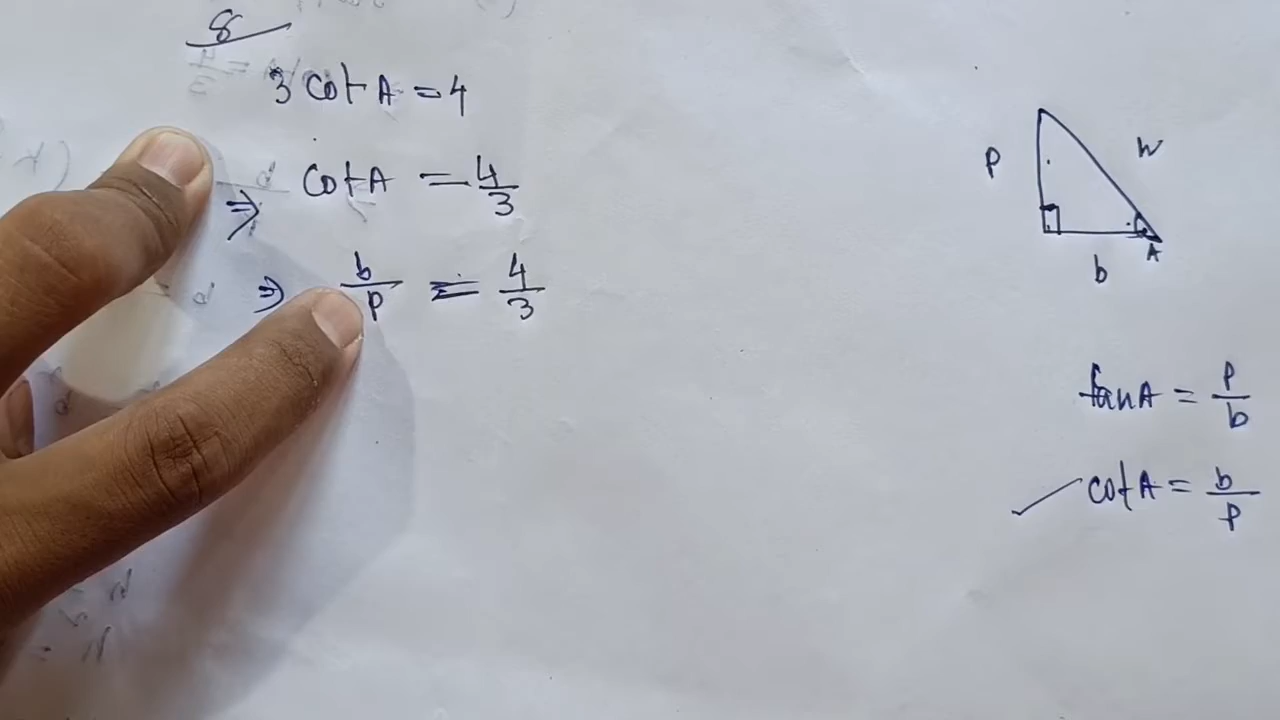 8
3 cot A = 4
⇒ cot A = 4/3
⇒ b/p = 4/3
P
h
b
A
tan A = P/b
✓ cot A = b/P